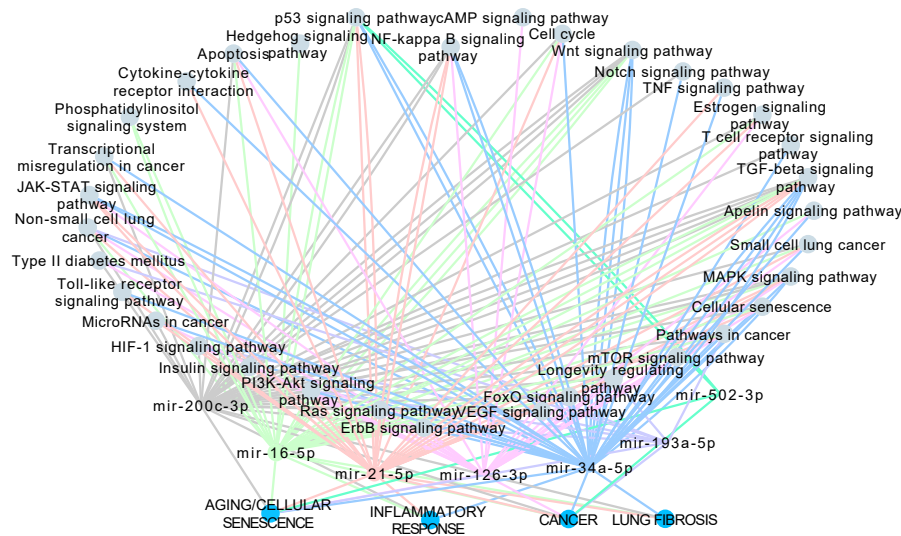 p53 signaling pathway
cAMP signaling pathway
Hedgehog signaling
pathway
NF-kappa B signaling
pathway
Cell cycle
Apoptosis
Wnt signaling pathway
Cytokine-cytokine
receptor interaction
Notch signaling pathway
TNF signaling pathway
Phosphatidylinositol
signaling system
Estrogen signaling
pathway
Transcriptional
misregulation in cancer
T cell receptor signaling
pathway
JAK-STAT signaling
pathway
TGF-beta signaling
pathway
Non-small cell lung
cancer
Apelin signaling pathway
Type II diabetes mellitus
Small cell lung cancer
Toll-like receptor
signaling pathway
MAPK signaling pathway
MicroRNAs in cancer
Cellular senescence
HIF-1 signaling pathway
Pathways in cancer
Insulin signaling pathway
mTOR signaling pathway
PI3K-Akt signaling
pathway
Longevity regulating
pathway
mir-200c-3p
Ras signaling pathway
VEGF signaling pathway
FoxO signaling pathway
mir-502-3p
ErbB signaling pathway
mir-193a-5p
mir-16-5p
mir-21-5p
mir-126-3p
mir-34a-5p
AGING/CELLULAR
SENESCENCE
INFLAMMATORY
RESPONSE
CANCER
LUNG FIBROSIS